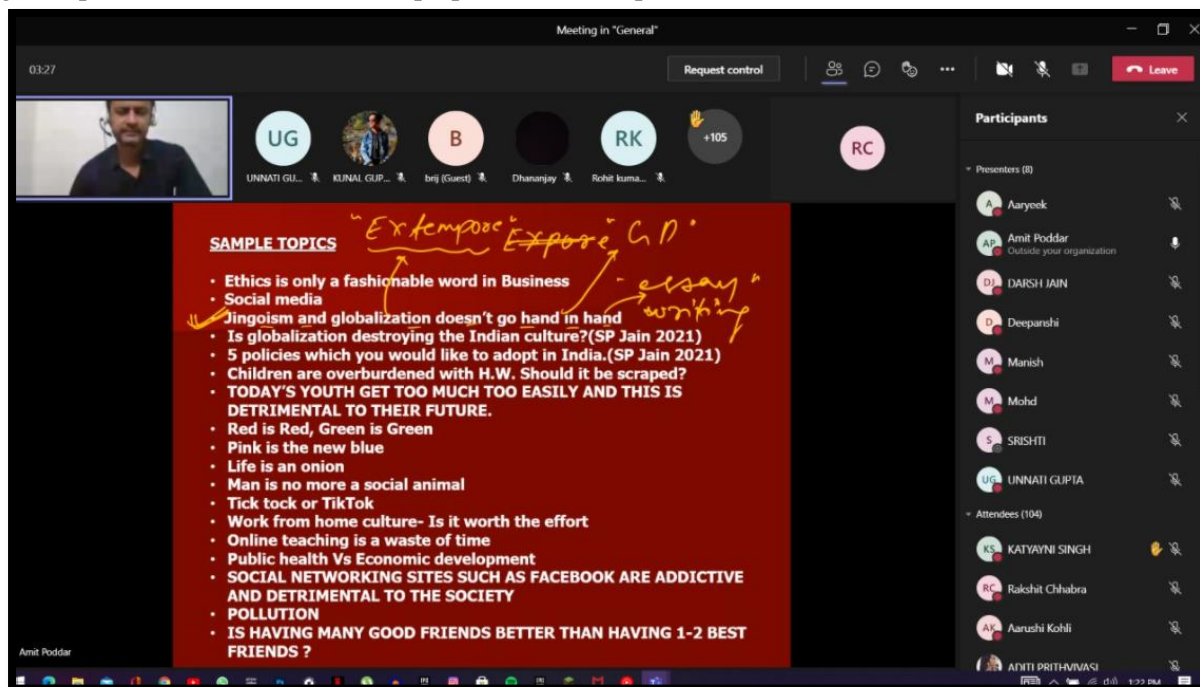 Meeting in "General"
03:27
Request control
Leave
UG
UNNATI GU...
KUNAL GUP...
B
brij (Guest)
Dhananjay
RK
Rohit kuma...
+105
RC
Participants
Presenters (8)
A Aaryeek
AP Amit Poddar
Outside your organization
DJ DARSH JAIN
D Deepanshi
M Manish
M Mohd
S SRISHTI
UG UNNATI GUPTA
Attendees (104)
KS KATYAYNI SINGH
RC Rakshit Chhabra
AK Aarushi Kohli
ADITI PRITHVIVASI
"Extempore" Expore, GD"
"essay"
writing
SAMPLE TOPICS
• Ethics is only a fashionable word in Business
• Social media
• Jingoism and globalization doesn't go hand in hand
• Is globalization destroying the Indian culture?(SP Jain 2021)
• 5 policies which you would like to adopt in India.(SP Jain 2021)
• Children are overburdened with H.W. Should it be scraped?
• TODAY'S YOUTH GET TOO MUCH TOO EASILY AND THIS IS
DETRIMENTAL TO THEIR FUTURE.
• Red is Red, Green is Green
• Pink is the new blue
• Life is an onion
• Man is no more a social animal
• Tick tock or TikTok
• Work from home culture- Is it worth the effort
• Online teaching is a waste of time
• Public health Vs Economic development
• SOCIAL NETWORKING SITES SUCH AS FACEBOOK ARE ADDICTIVE
AND DETRIMENTAL TO THE SOCIETY
• POLLUTION
• IS HAVING MANY GOOD FRIENDS BETTER THAN HAVING 1-2 BEST
FRIENDS ?
Amit Poddar
1:22 PM